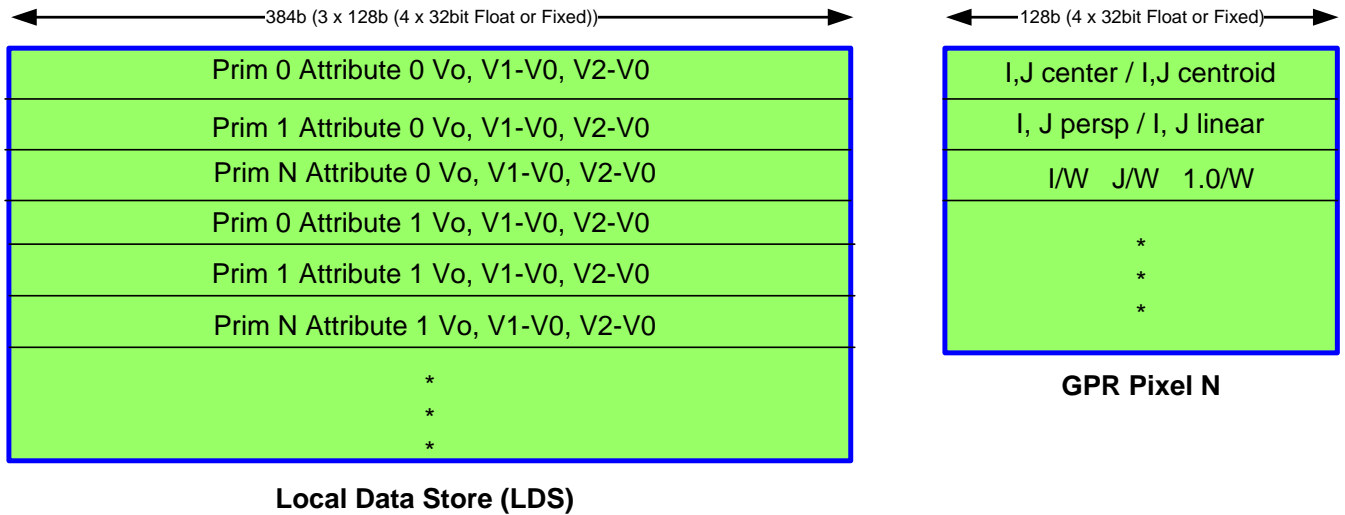 384b (3 x 128b (4 x 32bit Float or Fixed))
Prim 0 Attribute 0 Vo, V1-V0, V2-V0
Prim 1 Attribute 0 Vo, V1-V0, V2-V0
Prim N Attribute 0 Vo, V1-V0, V2-V0
Prim 0 Attribute 1 Vo, V1-V0, V2-V0
Prim 1 Attribute 1 Vo, V1-V0, V2-V0
Prim N Attribute 1 Vo, V1-V0, V2-V0
*
*
*
Local Data Store (LDS)
128b (4 x 32bit Float or Fixed)
I,J center / I,J centroid
I, J persp / I, J linear
I/W J/W 1.0/W
*
*
*
GPR Pixel N